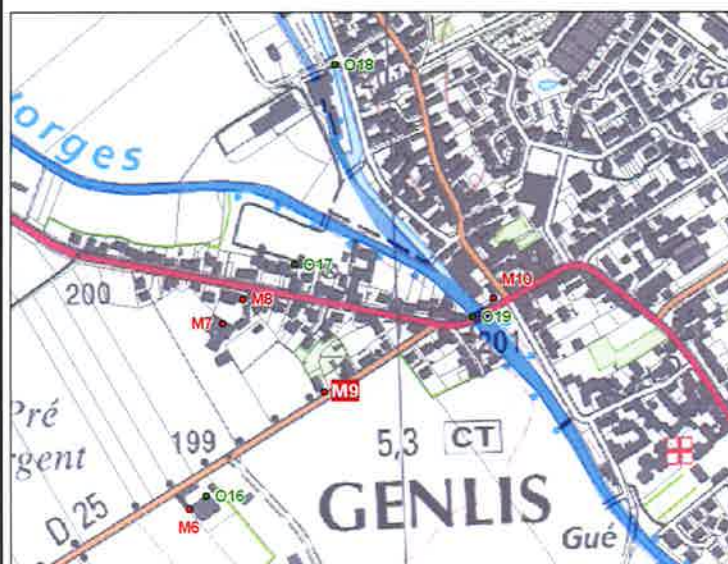 O18
orges
O17
200
M8
M10
O19
M7
201
M9
Pré
rgent
199
5,3
CT
O16
GENLIS
M6
D 25
Gué